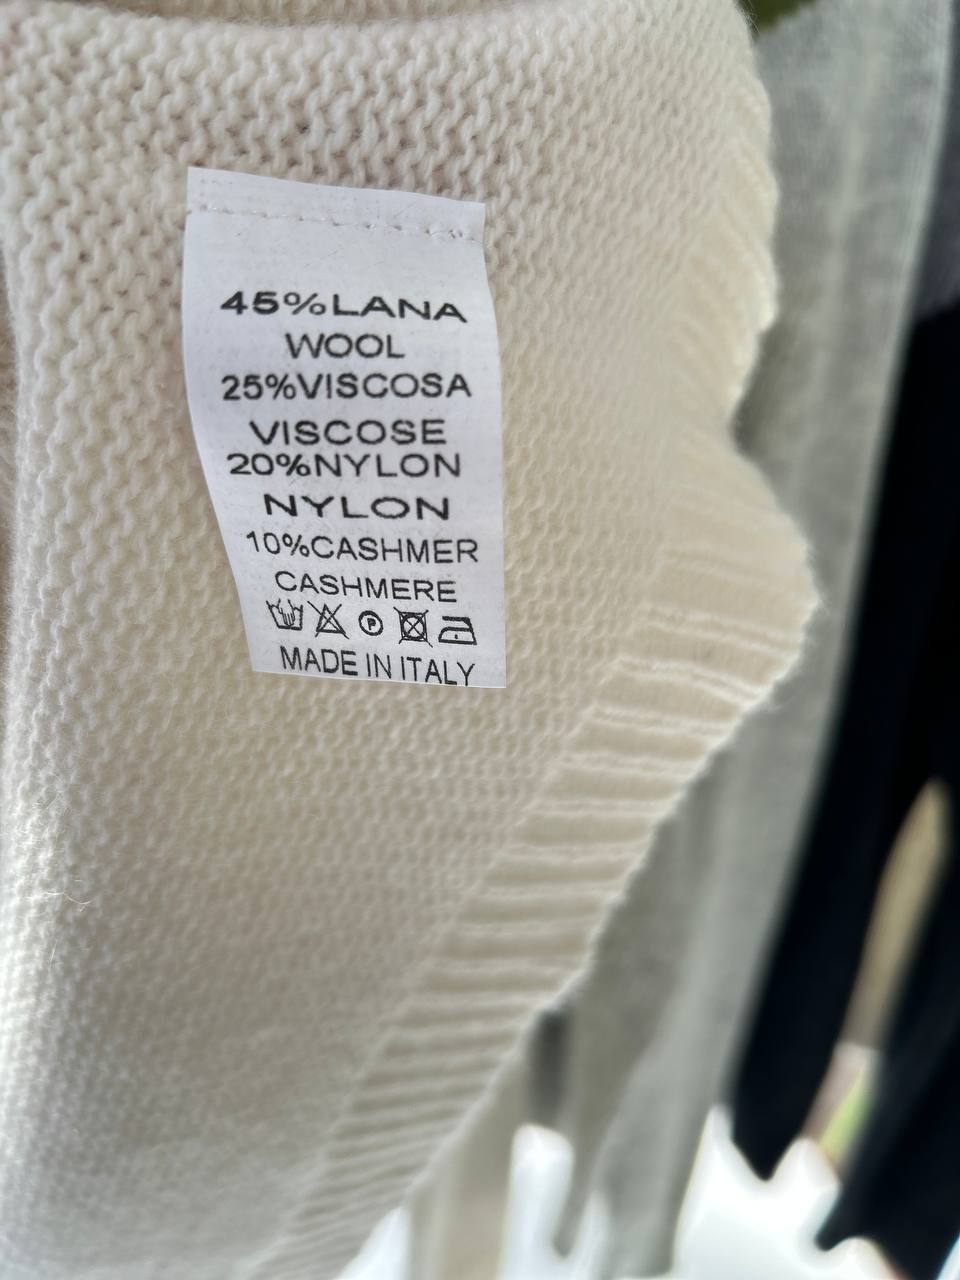 45%LANA
WOOL
25%VISCOSA
VISCOSE
20%NYLON
NYLON
10%CASHMER
CASHMERE
P
MADE IN ITALY